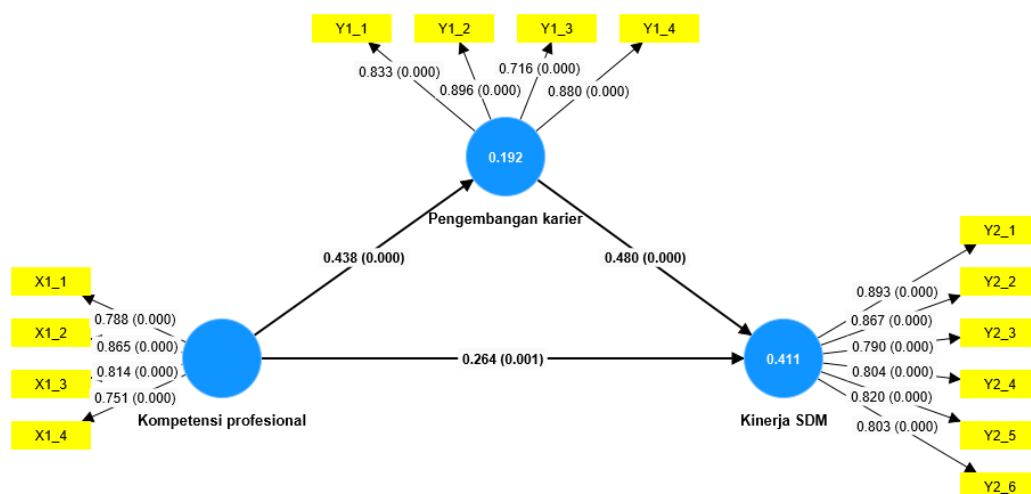 Y1_1
Y1_2
Y1_3
Y1_4
0.833 (0.000)
0.896 (0.000)
0.716 (0.000)
0.880 (0.000)
0.192
Pengembangan karier
0.438 (0.000)
0.480 (0.000)
X1_1
X1_2
X1_3
X1_4
0.788 (0.000)
0.865 (0.000)
0.814 (0.000)
0.751 (0.000)
Kompetensi profesional
0.264 (0.001)
0.411
Kinerja SDM
0.893 (0.000)
0.867 (0.000)
0.790 (0.000)
0.804 (0.000)
0.820 (0.000)
0.803 (0.000)
Y2_1
Y2_2
Y2_3
Y2_4
Y2_5
Y2_6